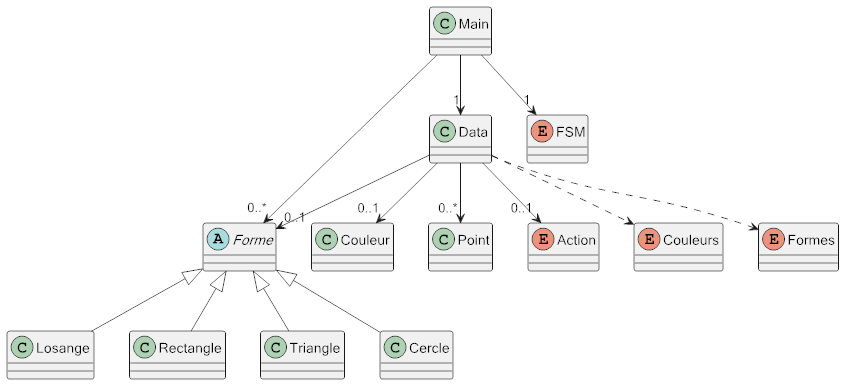 C Main
1
1
C Data
E FSM
0..*
0..1
0..1
0..*
0..1
A Forme
C Couleur
C Point
E Action
E Couleurs
E Formes
C Losange
C Rectangle
C Triangle
C Cercle